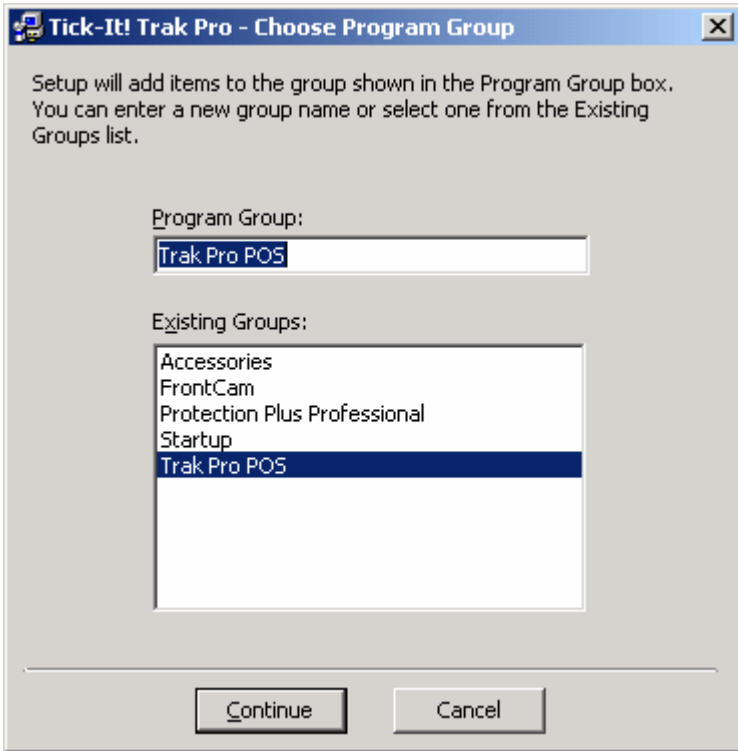 Tick-It! Trak Pro - Choose Program Group
Setup will add items to the group shown in the Program Group box.
You can enter a new group name or select one from the Existing
Groups list.
Program Group:
Trak Pro POS
Existing Groups:
Accessories
FrontCam
Protection Plus Professional
Startup
Trak Pro POS
Continue
Cancel